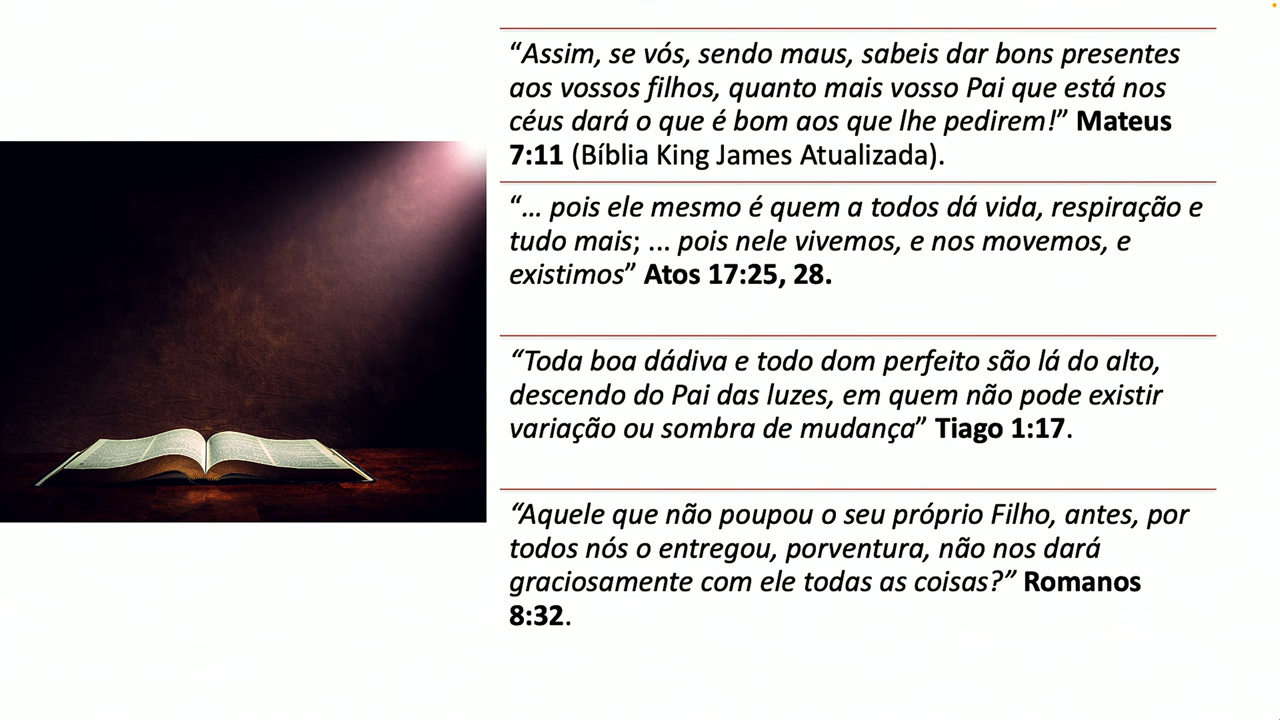 “Assim, se vós, sendo maus, sabeis dar bons presentes
aos vossos filhos, quanto mais vosso Pai que está nos
céus dará o que é bom aos que lhe pedirem!” Mateus
7:11 (Bíblia King James Atualizada).
“... pois ele mesmo é quem a todos dá vida, respiração e
tudo mais; ... pois nele vivemos, e nos movemos, e
existimos” Atos 17:25, 28.
“Toda boa dádiva e todo dom perfeito são lá do alto,
descendo do Pai das luzes, em quem não pode existir
variação ou sombra de mudança” Tiago 1:17.
“Aquele que não poupou o seu próprio Filho, antes, por
todos nós o entregou, porventura, não nos dará
graciosamente com ele todas as coisas?” Romanos
8:32.